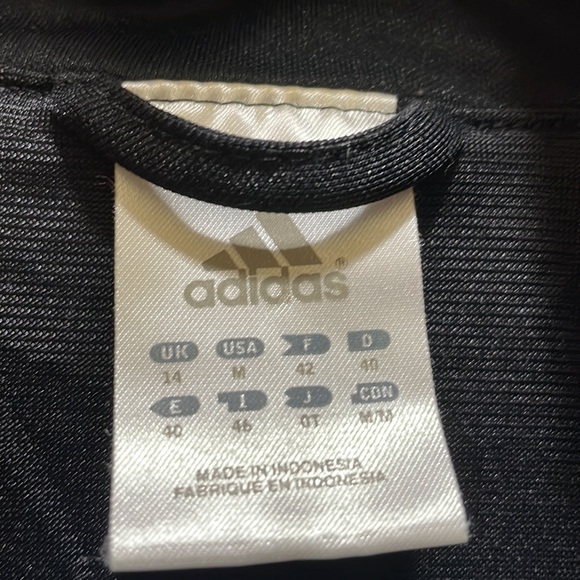 adidas®
UK USA F D
14 M 42 40
E I J CDN
40 46 OT M/M
MADE IN INDONESIA
FABRIQUE EN INDONESIA